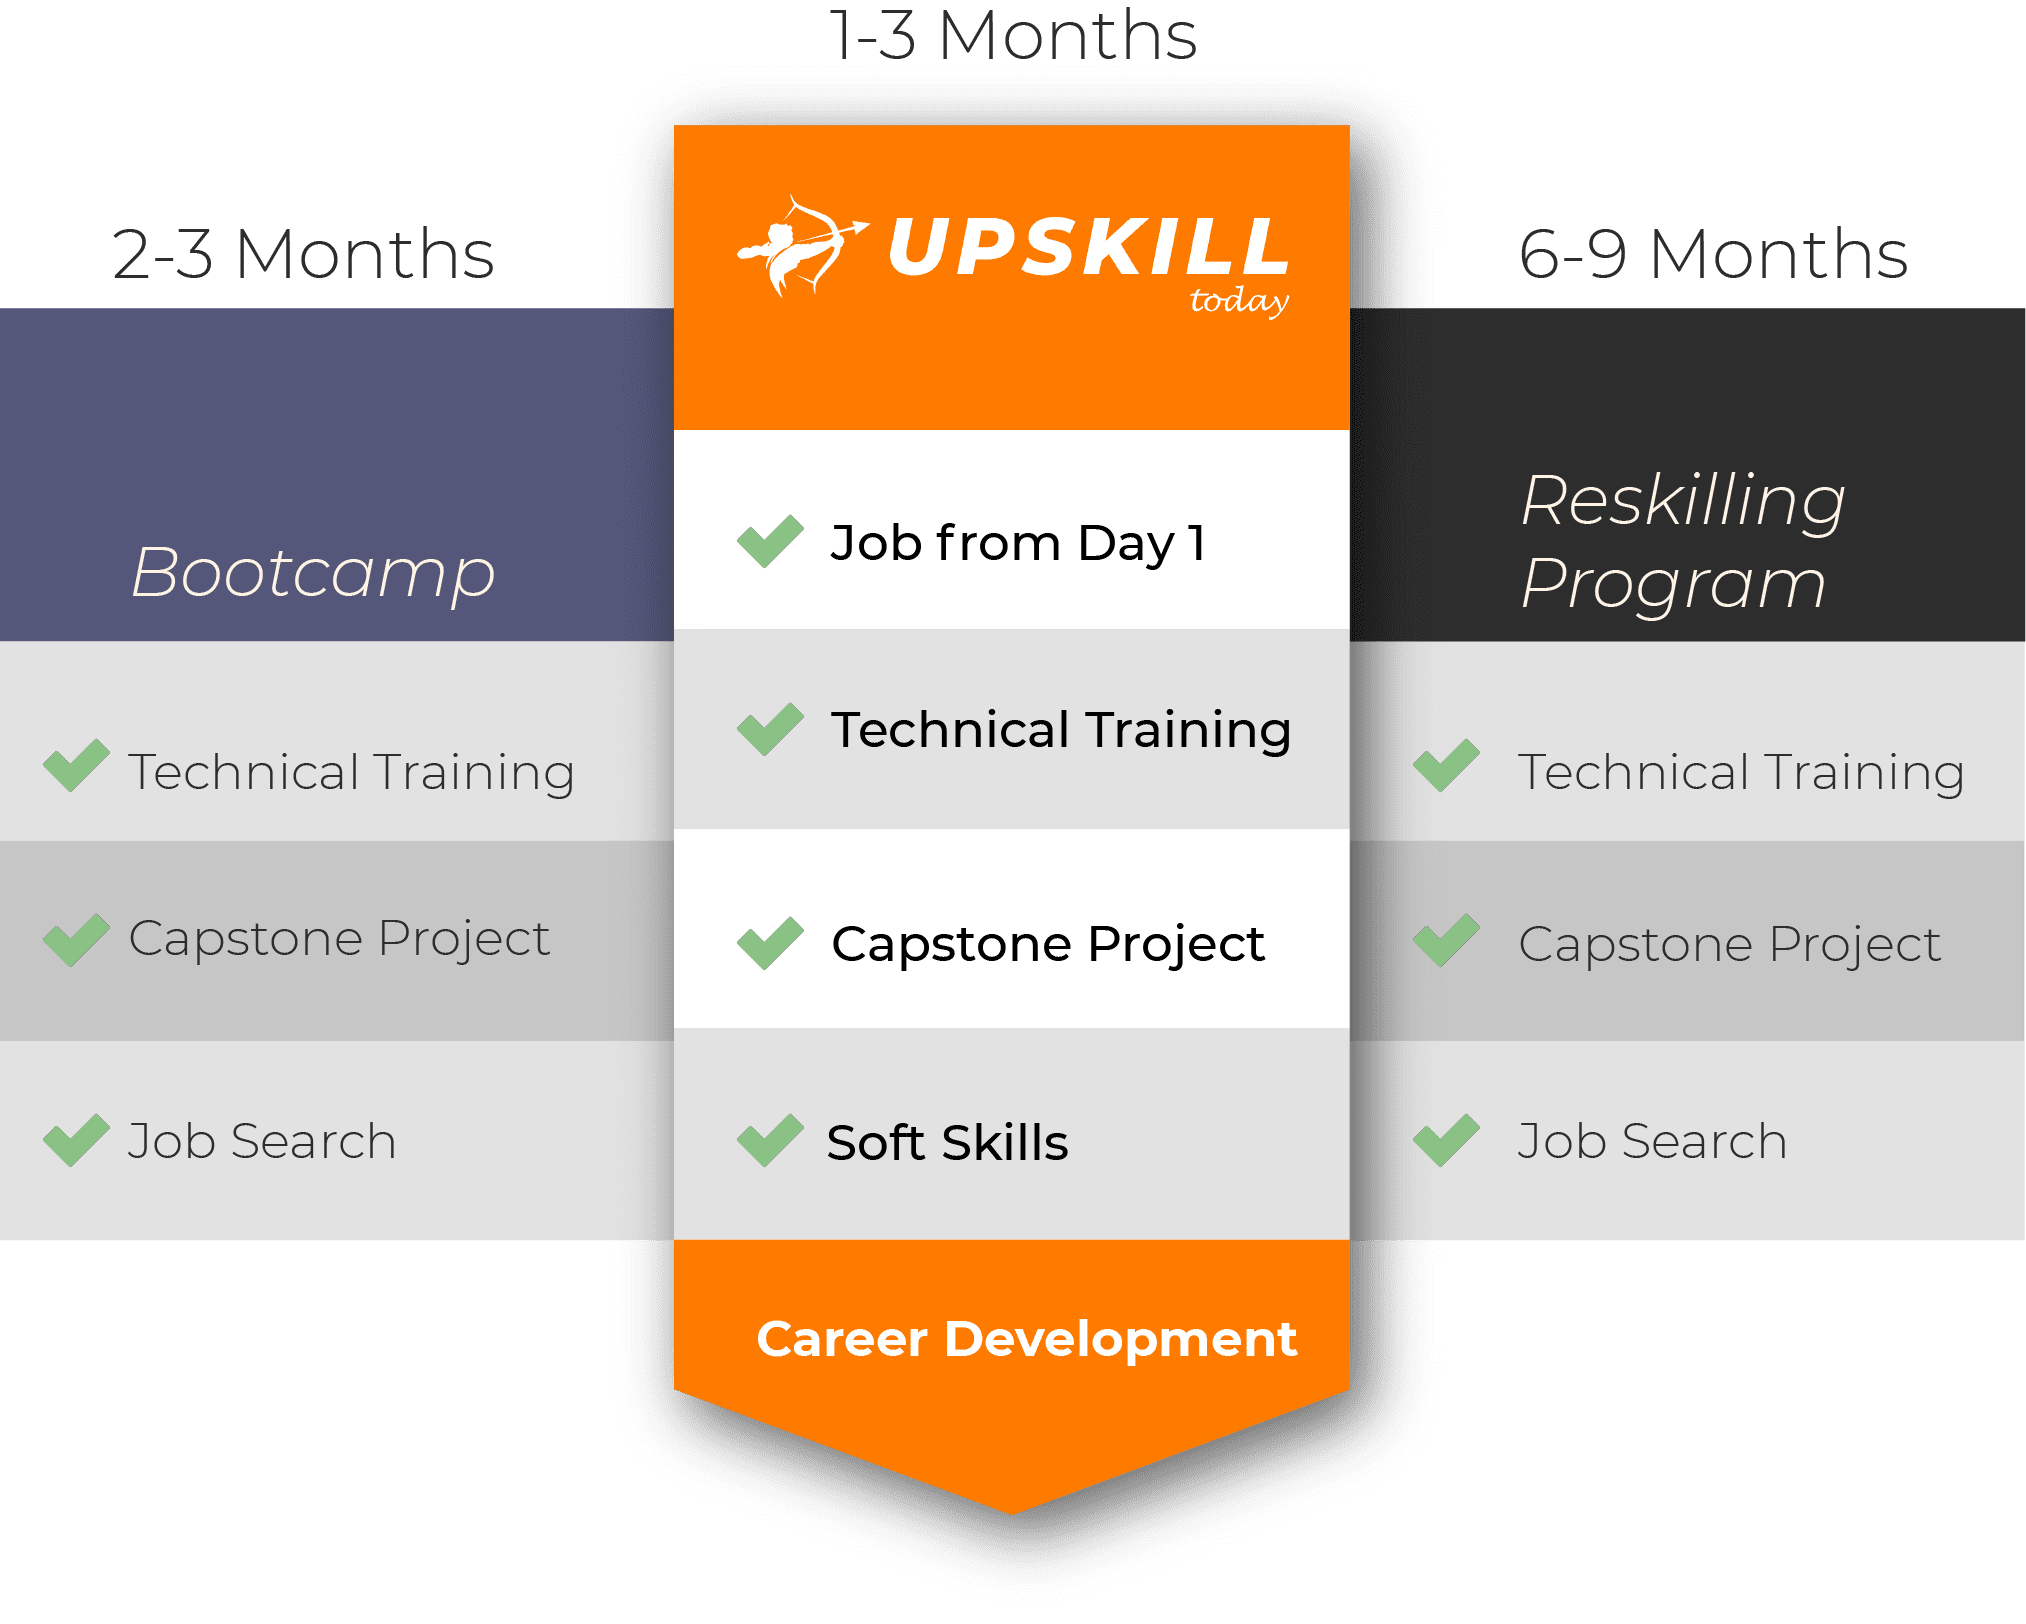 1-3 Months
2-3 Months
UPSKILL
today
6-9 Months
Bootcamp
Job from Day 1
Reskilling
Program
Technical Training
Technical Training
Technical Training
Capstone Project
Capstone Project
Capstone Project
Job Search
Soft Skills
Job Search
Career Development